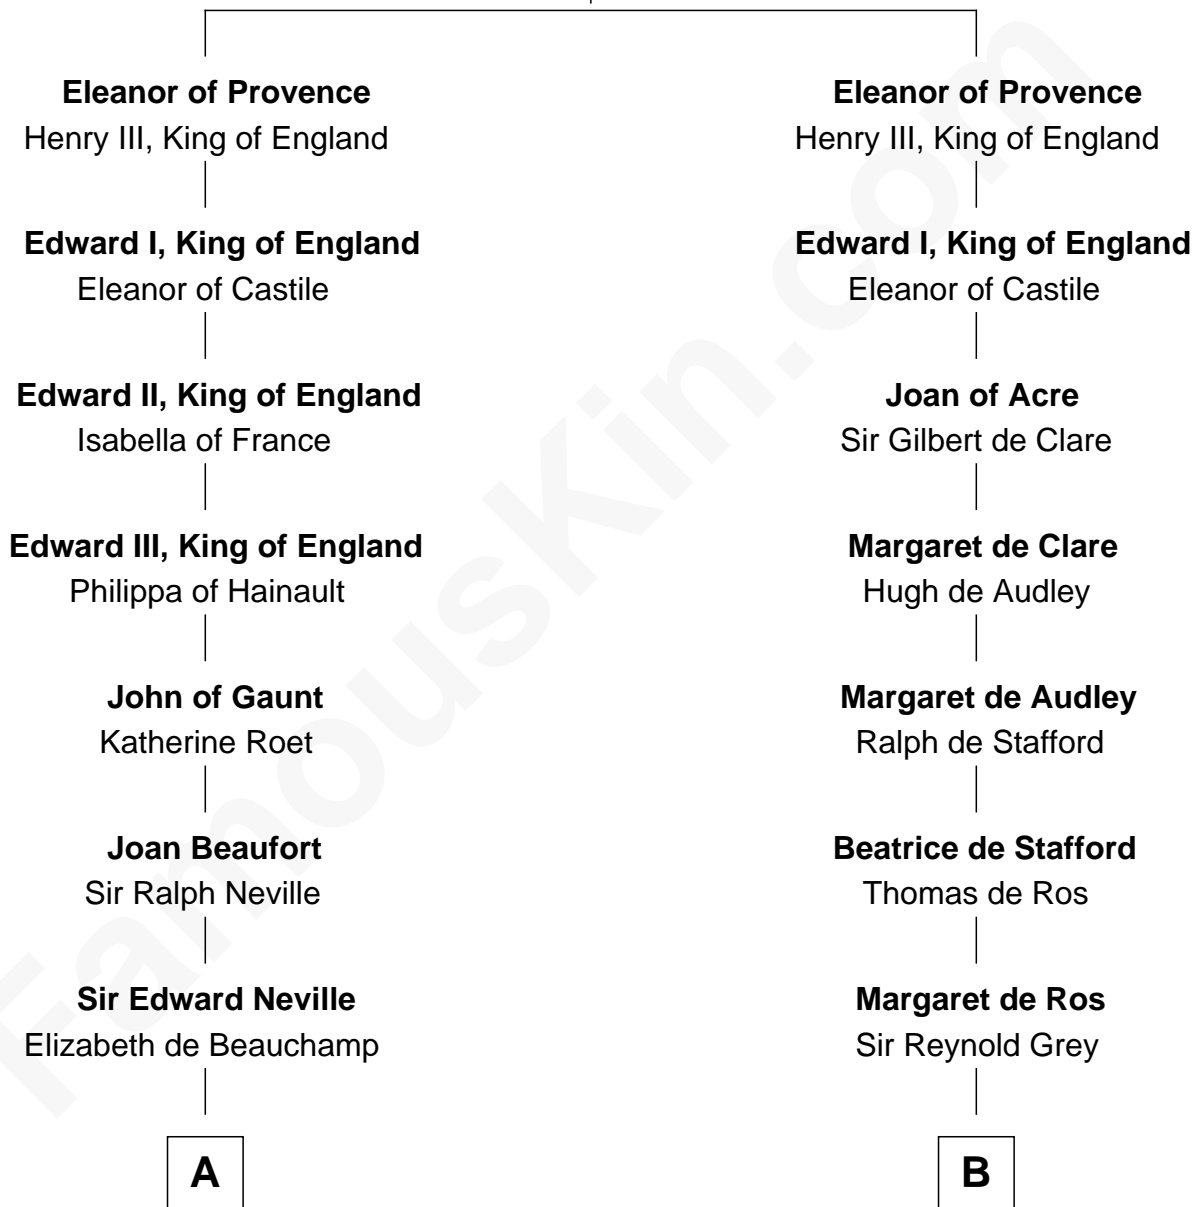 Eleanor of Provence
Henry III, King of England
Edward I, King of England
Eleanor of Castile
Edward II, King of England
Isabella of France
Edward III, King of England
Philippa of Hainault
John of Gaunt
Katherine Roet
Joan Beaufort
Sir Ralph Neville
Sir Edward Neville
Elizabeth de Beauchamp
A
Eleanor of Provence
Henry III, King of England
Edward I, King of England
Eleanor of Castile
Joan of Acre
Sir Gilbert de Clare
Margaret de Clare
Hugh de Audley
Margaret de Audley
Ralph de Stafford
Beatrice de Stafford
Thomas de Ros
Margaret de Ros
Sir Reynold Grey
B
FamousKin.com